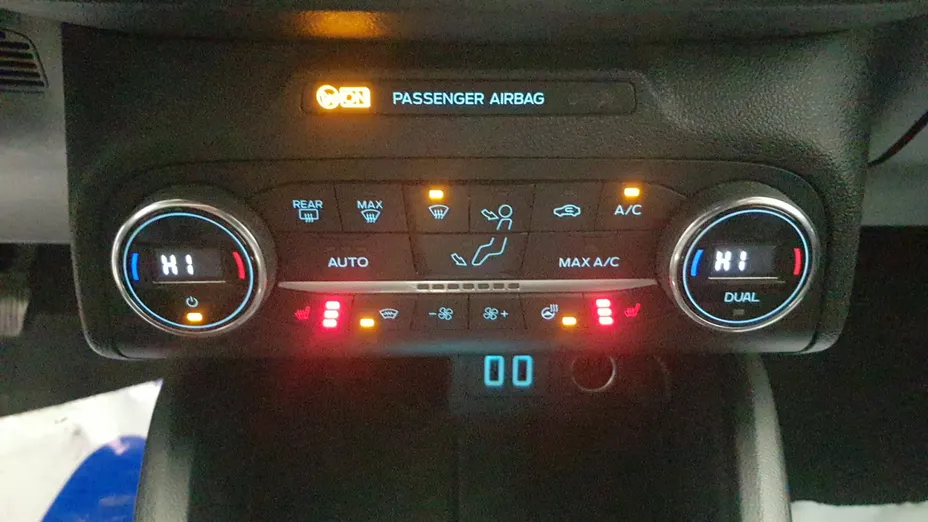 ON PASSENGER AIRBAG
REAR MAX A/C
AUTO MAX A/C
HI HI
DUAL
- +